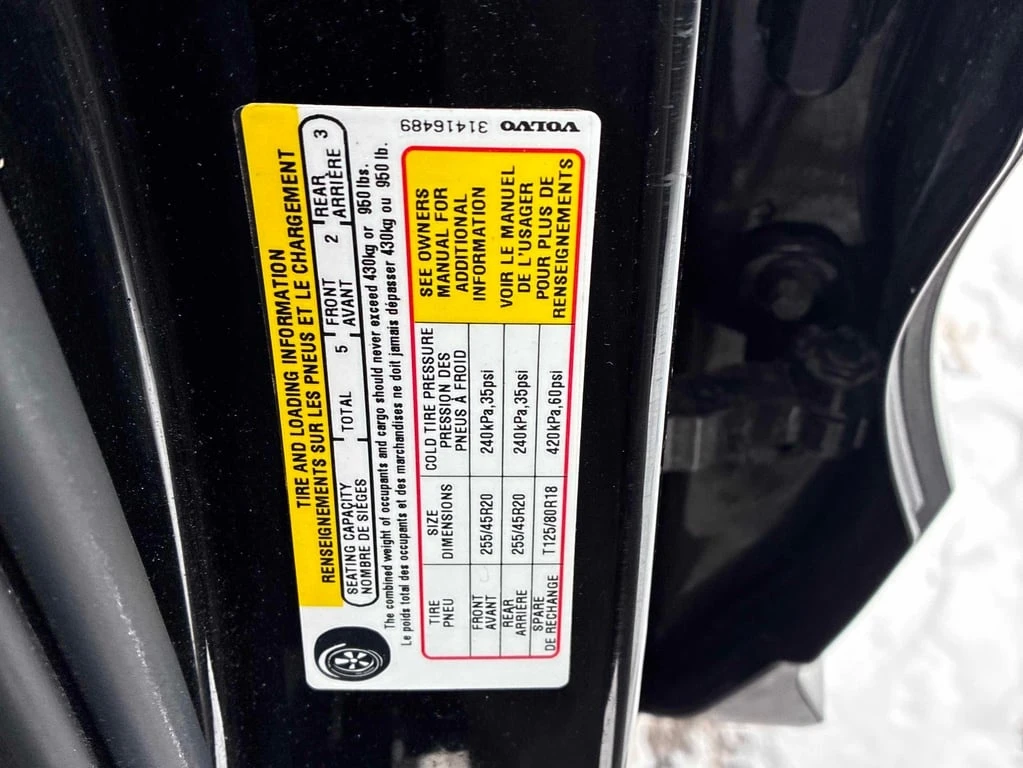 TIRE AND LOADING INFORMATION
RENSEIGNEMENTS SUR LES PNEUS ET LE CHARGEMENT
SEATING CAPACITY
NOMBRE DE SIÈGES
TOTAL 5
FRONT
AVANT
2
REAR
ARRIÈRE
3
The combined weight of occupants and cargo should never exceed 430kg or 950 lbs.
Le poids total des occupants et des marchandises ne doit jamais dépasser 430kg ou 950 lb.
TIRE
PNEU
SIZE
DIMENSIONS
COLD TIRE PRESSURE
PRESSION DES
PNEUS À FROID
FRONT
AVANT
255/45R20
240kPa,35psi
REAR
ARRIÈRE
255/45R20
240kPa,35psi
SPARE
DE RECHANGE
T125/80R18
420kPa,60psi
SEE OWNERS
MANUAL FOR
ADDITIONAL
INFORMATION
VOIR LE MANUEL
DE L'USAGER
POUR PLUS DE
RENSEIGNEMENTS
VOLVO 31416489